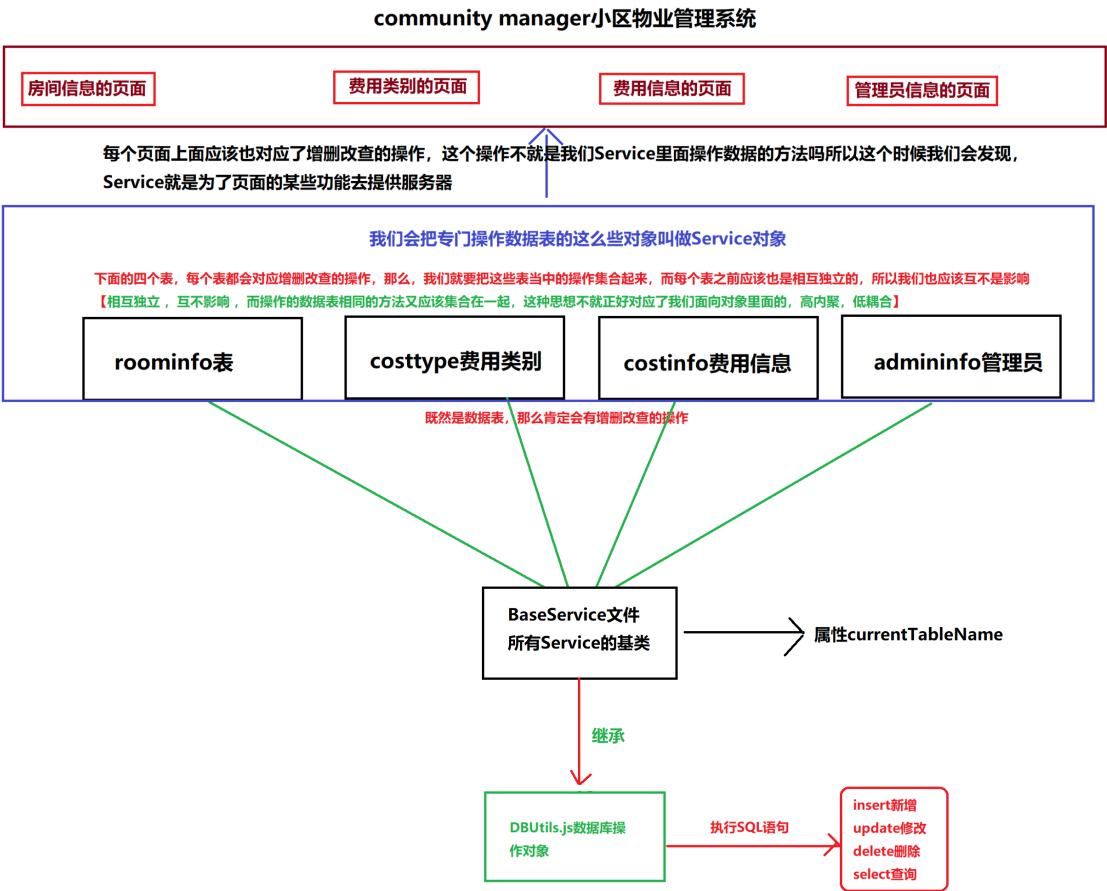 community manager小区物业管理系统
房间信息的页面
费用类别的页面
费用信息的页面
管理员信息的页面
每个页面上面应该也对应了增删改查的操作，这个操作不就是我们Service里面操作数据的方法吗所以这个时候我们会发现，
Service就是为了页面的某些功能去提供服务器
我们会把专门操作数据表的这么些对象叫做Service对象
下面的四个表，每个表都会对应增删改查的操作，那么，我们就要把这些表当中的操作集合起来，而每个表之前应该也是相互独立的，所以我们也应该互不是影响
【相互独立 ，互不影响 ，而操作的数据表相同的方法又应该集合在一起，这种思想不就正好对应了我们面向对象里面的，高内聚，低耦合】
roominfo表
costtype费用类别
costinfo费用信息
admininfo管理员
既然是数据表，那么肯定会有增删改查的操作
BaseService文件
所有Service的基类
属性currentTableName
继承
DBUtils.js数据库操
作对象
执行SQL语句
insert新增
update修改
delete删除
select查询